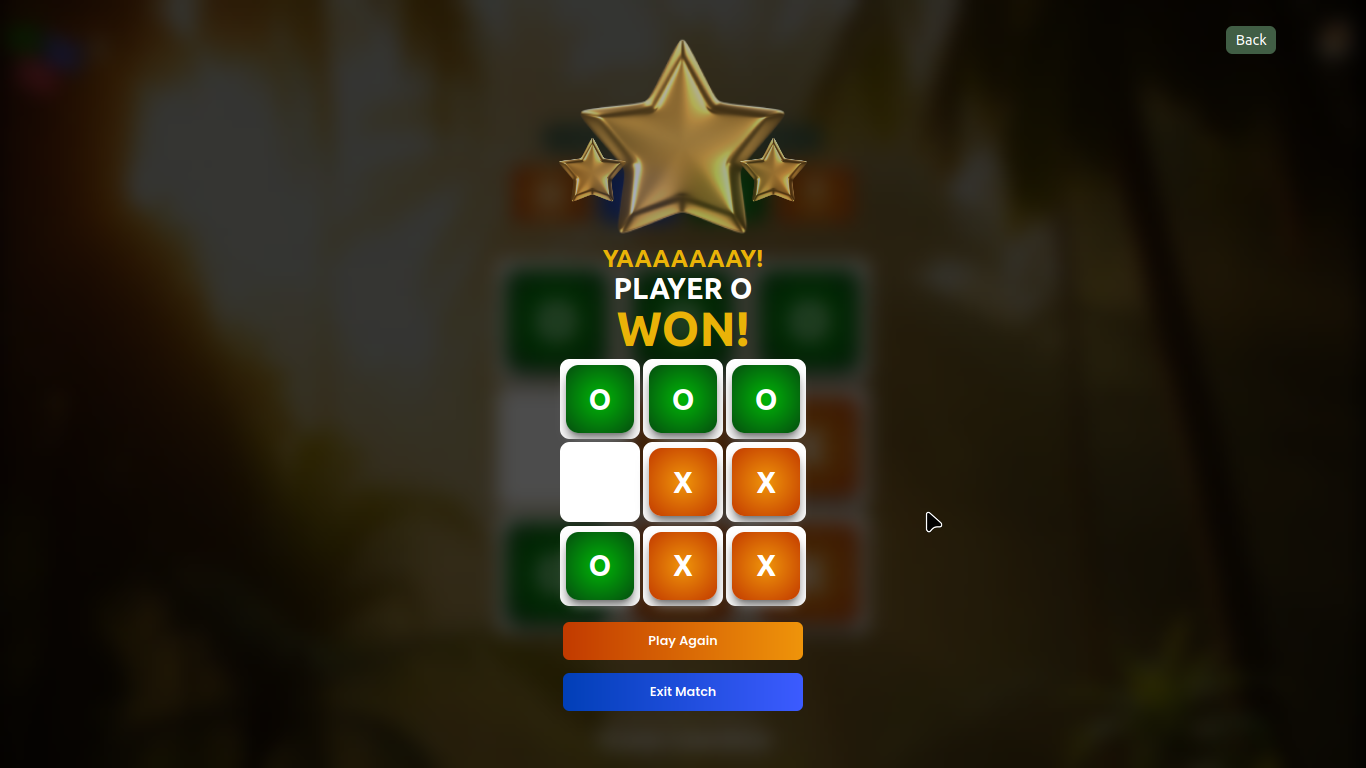 Back
YAAAAAAAY!
PLAYER O
WON!
O O O
X X
O X X
Play Again
Exit Match